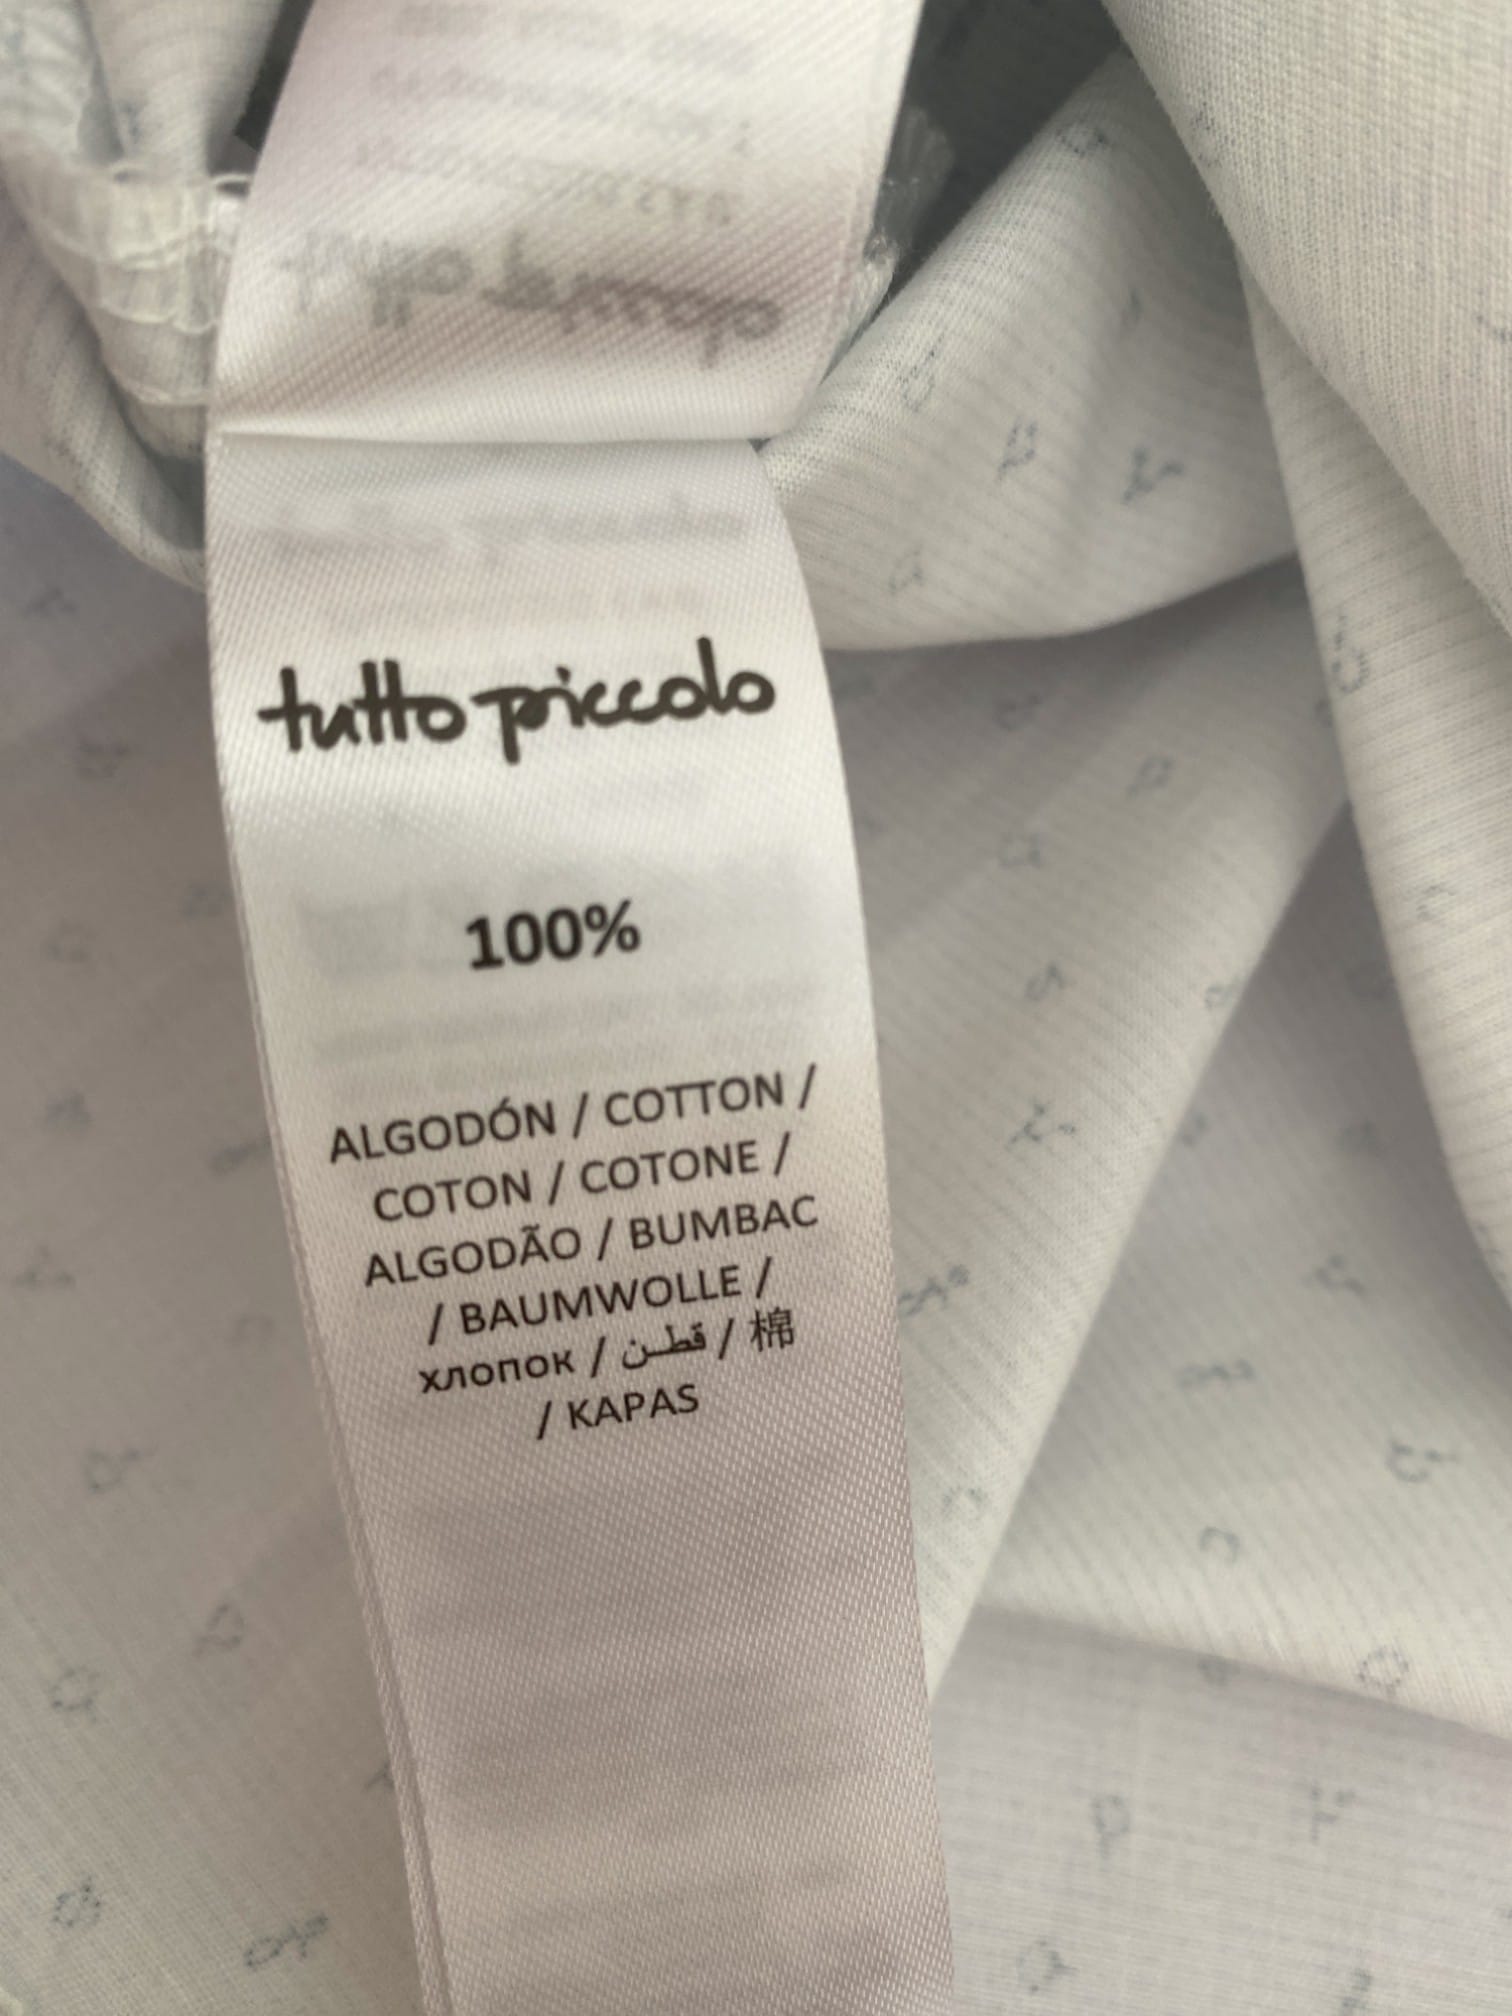 tutto piccolo
100%
ALGODÓN / COTTON /
COTON / COTONE /
ALGODÃO / BUMBAC
/ BAUMWOLLE /
хлопок / قطن / 棉
/ KAPAS